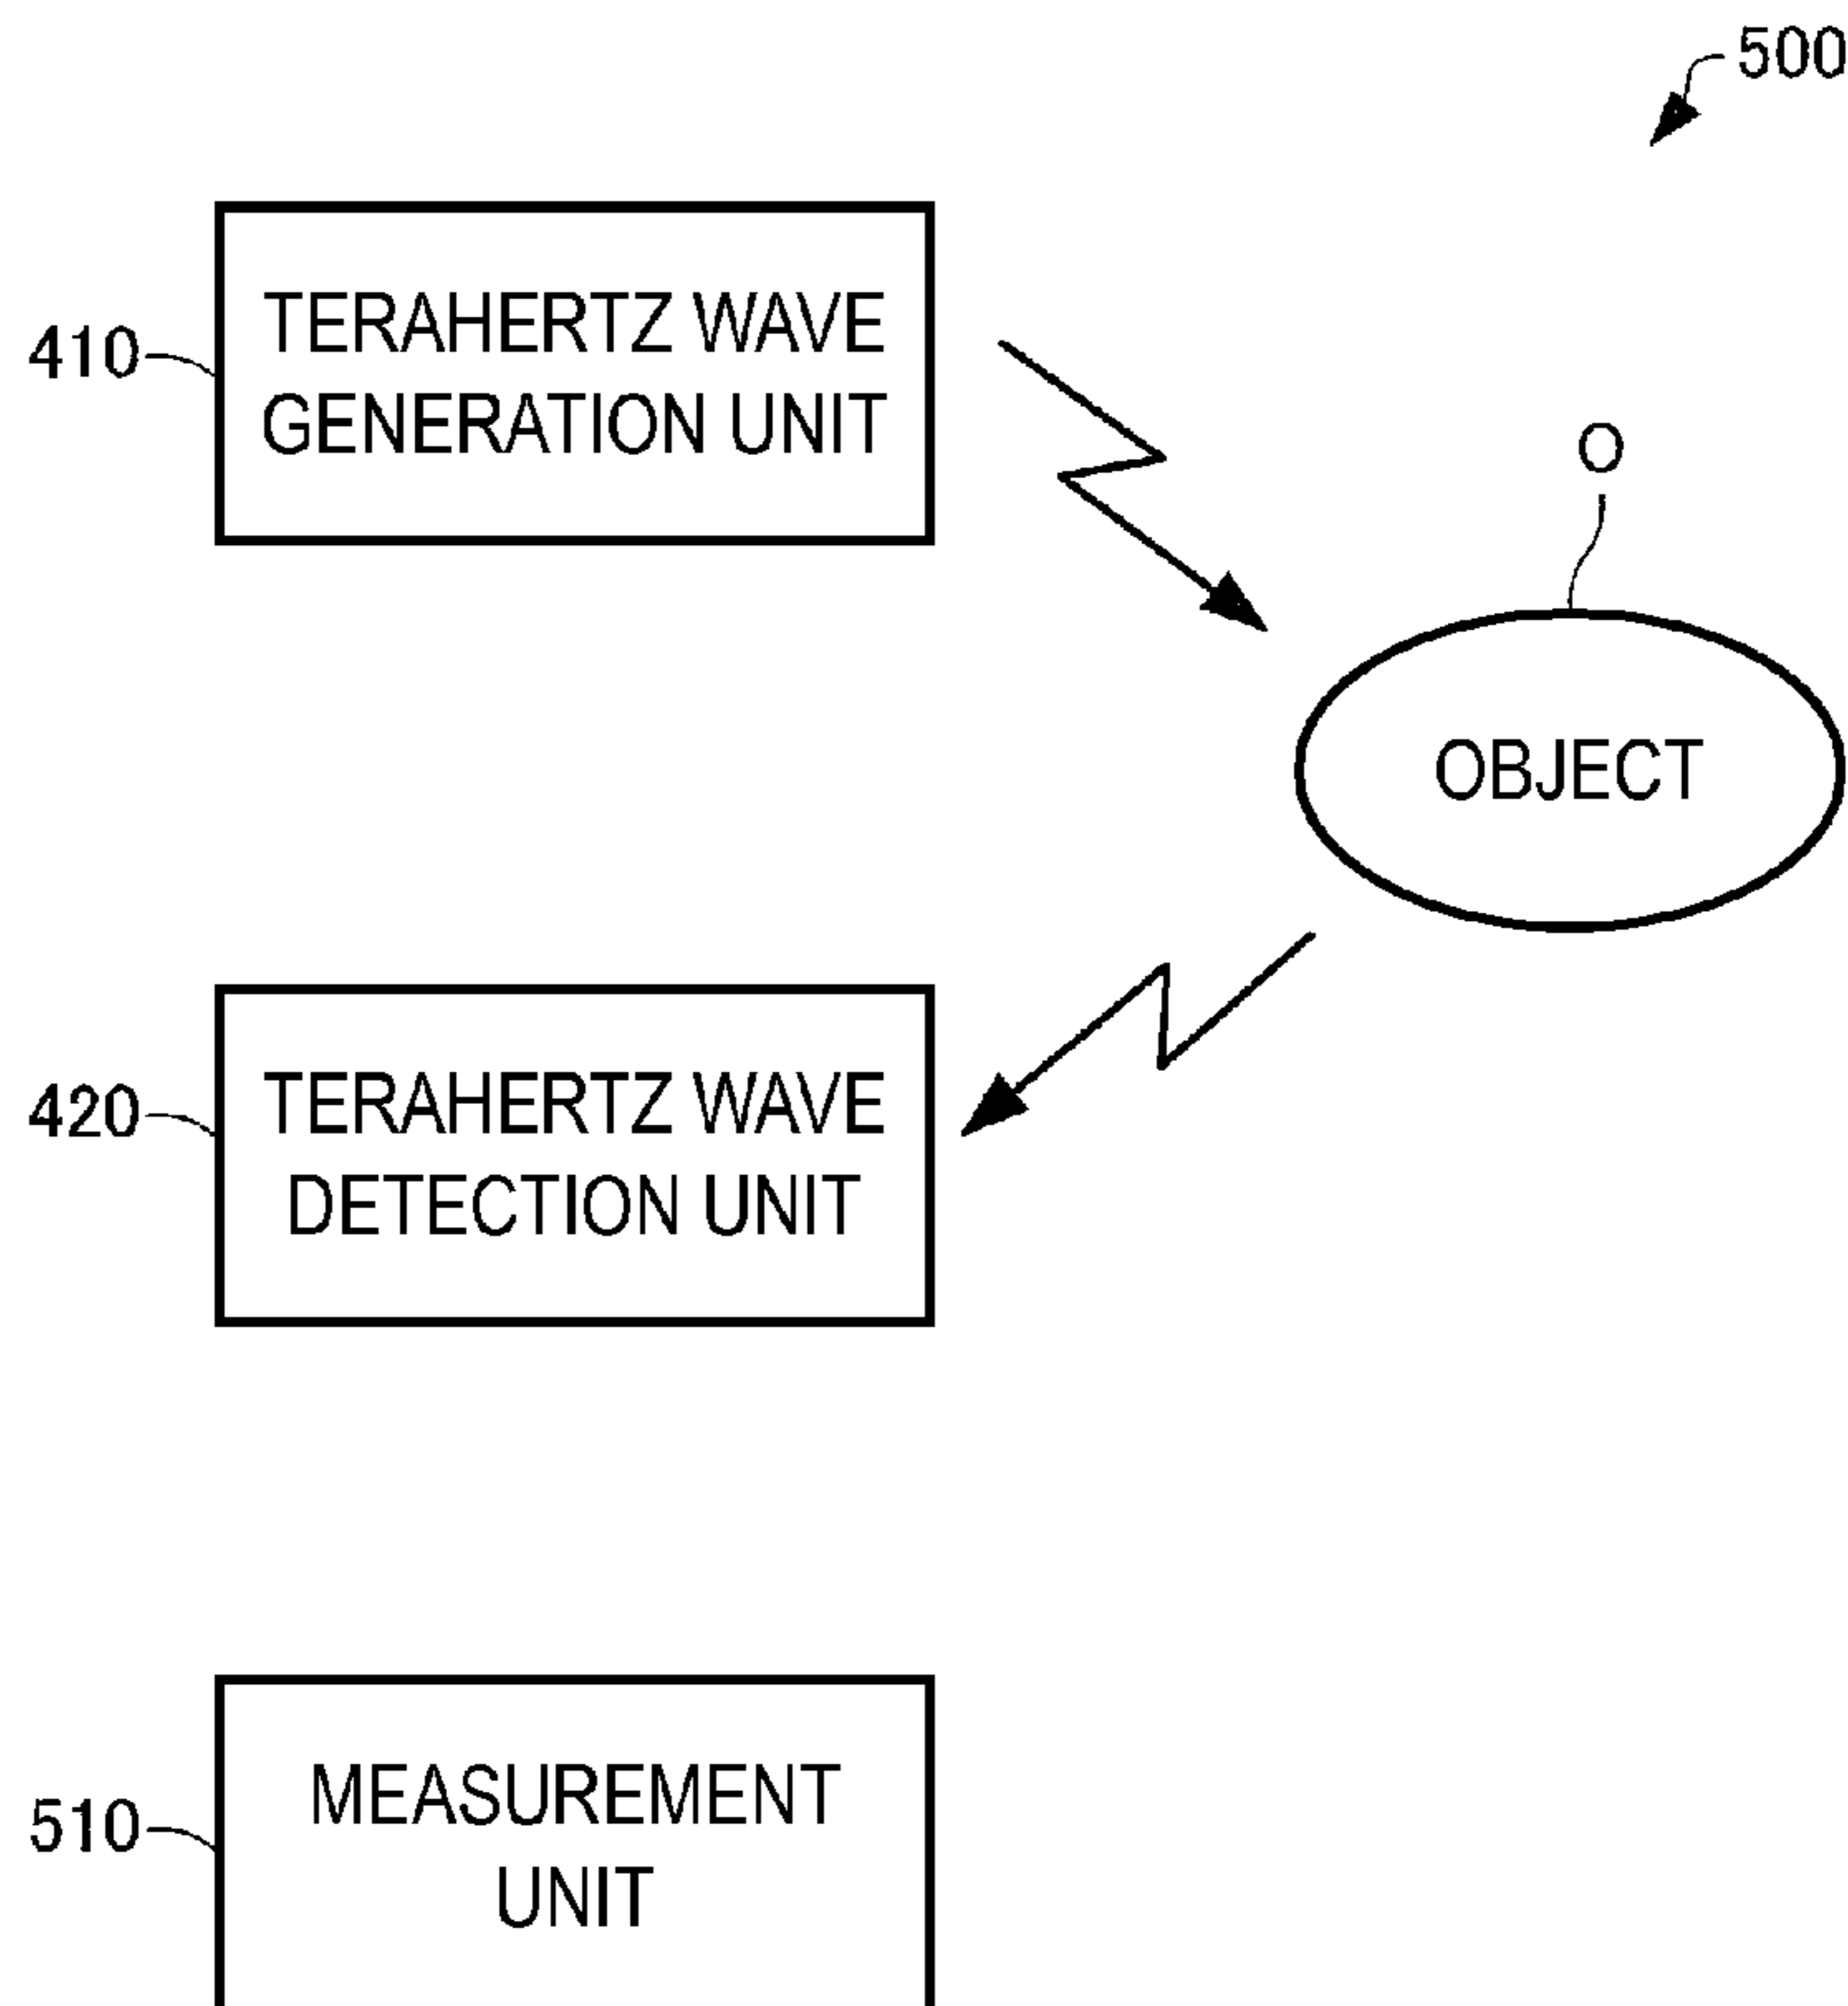 500
TERAHERTZ WAVE
GENERATION UNIT
410
O
OBJECT
TERAHERTZ WAVE
DETECTION UNIT
420
MEASUREMENT
UNIT
510